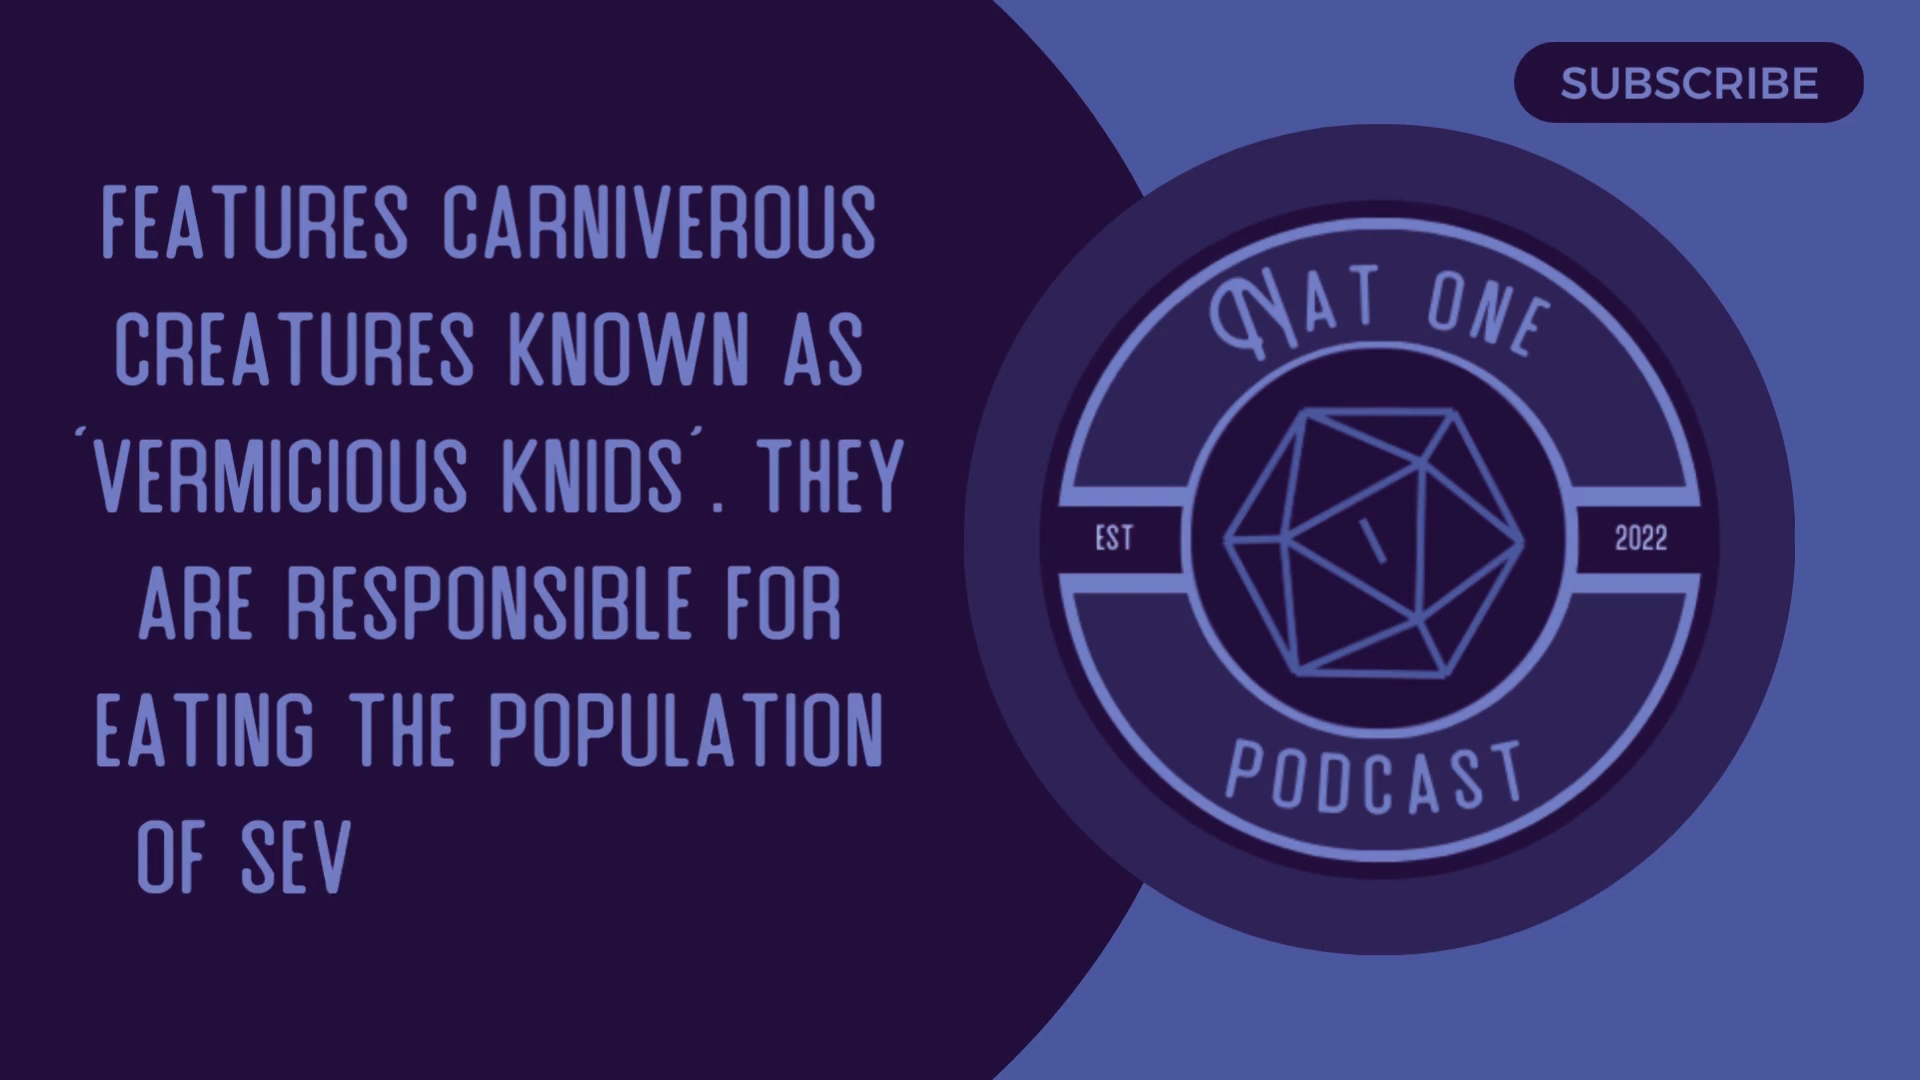 SUBSCRIBE
FEATURES CARNIVEROUS
CREATURES KNOWN AS
'VERMICIOUS KNIDS'. THEY
ARE RESPONSIBLE FOR
EATING THE POPULATION
OF SEV
NAT ONE
EST 2022
PODCAST